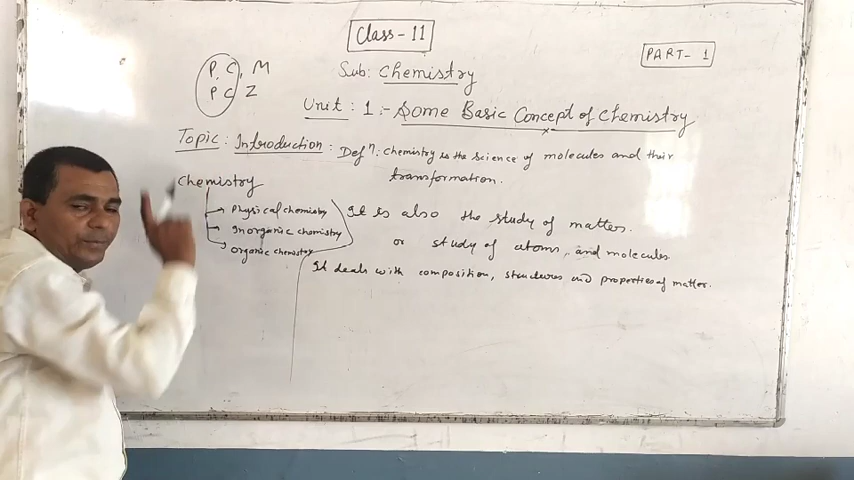 Class - 11
PART - 1
P, C, M
P C Z
Sub: Chemistry
Unit : 1 :- Some Basic Concept of Chemistry
Topic : Introduction : Defⁿ: Chemistry is the science of molecules and their
transformation.
Chemistry
→ Physical chemistry
→ Inorganic chemistry
→ Organic chemistry
It is also the study of matters.
or study of atoms, and molecules.
It deals with composition, structures and properties of matter.